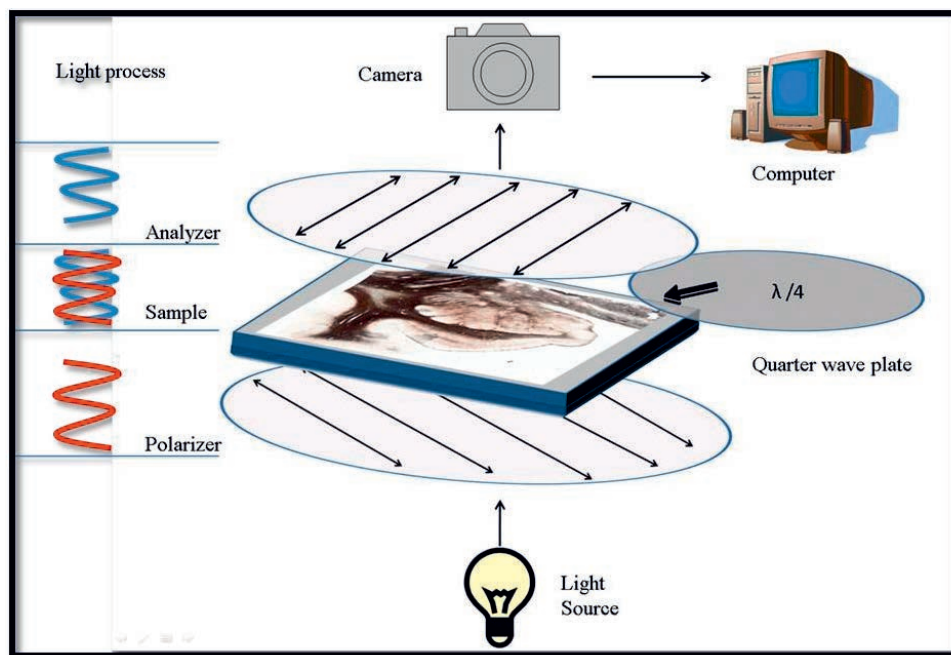 Light process
Camera
Computer
Analyzer
λ /4
Sample
Quarter wave plate
Polarizer
Light
Source